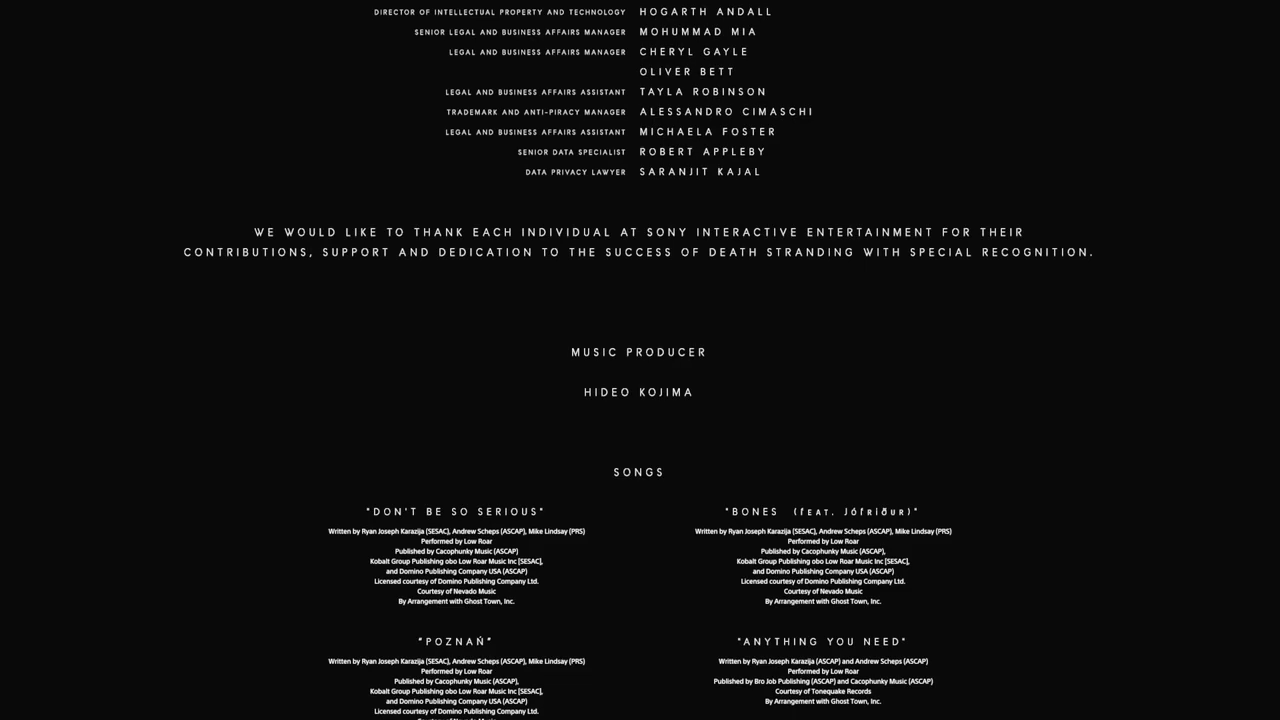 DIRECTOR OF INTELLECTUAL PROPERTY AND TECHNOLOGY HOGARTH ANDALL
SENIOR LEGAL AND BUSINESS AFFAIRS MANAGER MOHUMMAD MIA
LEGAL AND BUSINESS AFFAIRS MANAGER CHERYL GAYLE
OLIVER BETT
LEGAL AND BUSINESS AFFAIRS ASSISTANT TAYLA ROBINSON
TRADEMARK AND ANTI-PIRACY MANAGER ALESSANDRO CIMASCHI
LEGAL AND BUSINESS AFFAIRS ASSISTANT MICHAELA FOSTER
SENIOR DATA SPECIALIST ROBERT APPLEBY
DATA PRIVACY LAWYER SARANJIT KAJAL
WE WOULD LIKE TO THANK EACH INDIVIDUAL AT SONY INTERACTIVE ENTERTAINMENT FOR THEIR
CONTRIBUTIONS, SUPPORT AND DEDICATION TO THE SUCCESS OF DEATH STRANDING WITH SPECIAL RECOGNITION.
MUSIC PRODUCER
HIDEO KOJIMA
SONGS
"DON'T BE SO SERIOUS"
Written by Ryan Joseph Karazija (SESAC), Andrew Scheps (ASCAP), Mike Lindsay (PRS)
Performed by Low Roar
Published by Cacophunky Music (ASCAP)
Kobalt Group Publishing obo Low Roar Music Inc [SESAC],
and Domino Publishing Company USA (ASCAP)
Licensed courtesy of Domino Publishing Company Ltd.
Courtesy of Nevado Music
By Arrangement with Ghost Town, Inc.
"BONES (fEAT. Jófríður)"
Written by Ryan Joseph Karazija (SESAC), Andrew Scheps (ASCAP), Mike Lindsay (PRS)
Performed by Low Roar
Published by Cacophunky Music (ASCAP),
Kobalt Group Publishing obo Low Roar Music Inc [SESAC],
and Domino Publishing Company USA (ASCAP)
Licensed courtesy of Domino Publishing Company Ltd.
Courtesy of Nevado Music
By Arrangement with Ghost Town, Inc.
"POZNAŃ"
Written by Ryan Joseph Karazija (SESAC), Andrew Scheps (ASCAP), Mike Lindsay (PRS)
Performed by Low Roar
Published by Cacophunky Music (ASCAP),
Kobalt Group Publishing obo Low Roar Music Inc [SESAC],
and Domino Publishing Company USA (ASCAP)
Licensed courtesy of Domino Publishing Company Ltd.
"ANYTHING YOU NEED"
Written by Ryan Joseph Karazija (ASCAP) and Andrew Scheps (ASCAP)
Performed by Low Roar
Published by Bro Job Publishing (ASCAP) and Cacophunky Music (ASCAP)
Courtesy of Tonequake Records
By Arrangement with Ghost Town, Inc.